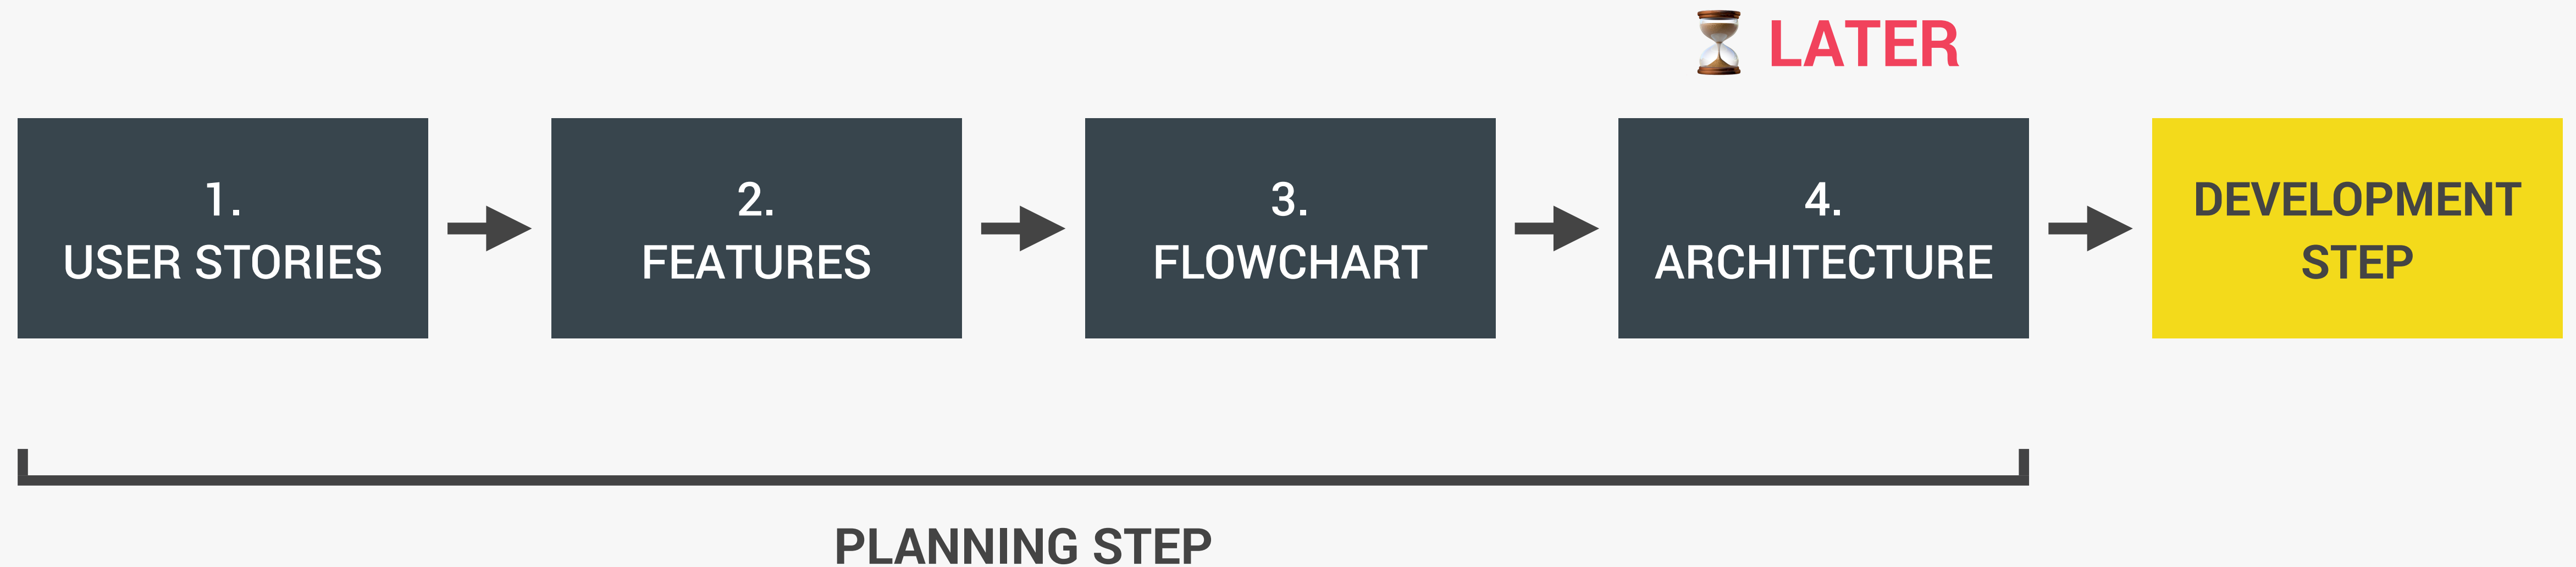 LATER
1.
USER STORIES
2.
FEATURES
3.
FLOWCHART
4.
ARCHITECTURE
DEVELOPMENT
STEP
PLANNING STEP